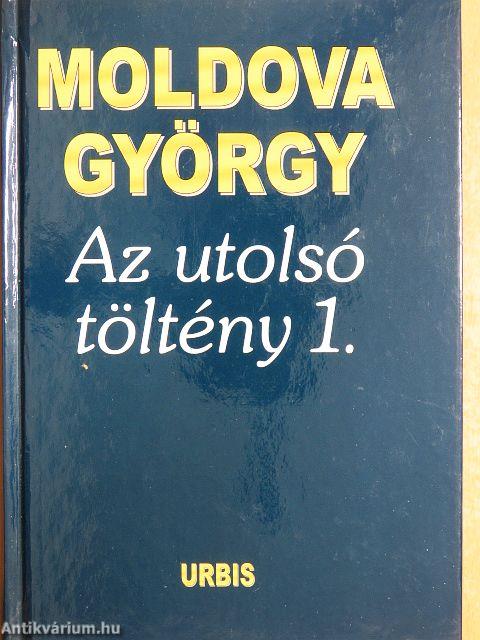 MOLDOVA
GYÖRGY
Az utolsó
töltény 1.
URBIS
Antikvárium.hu